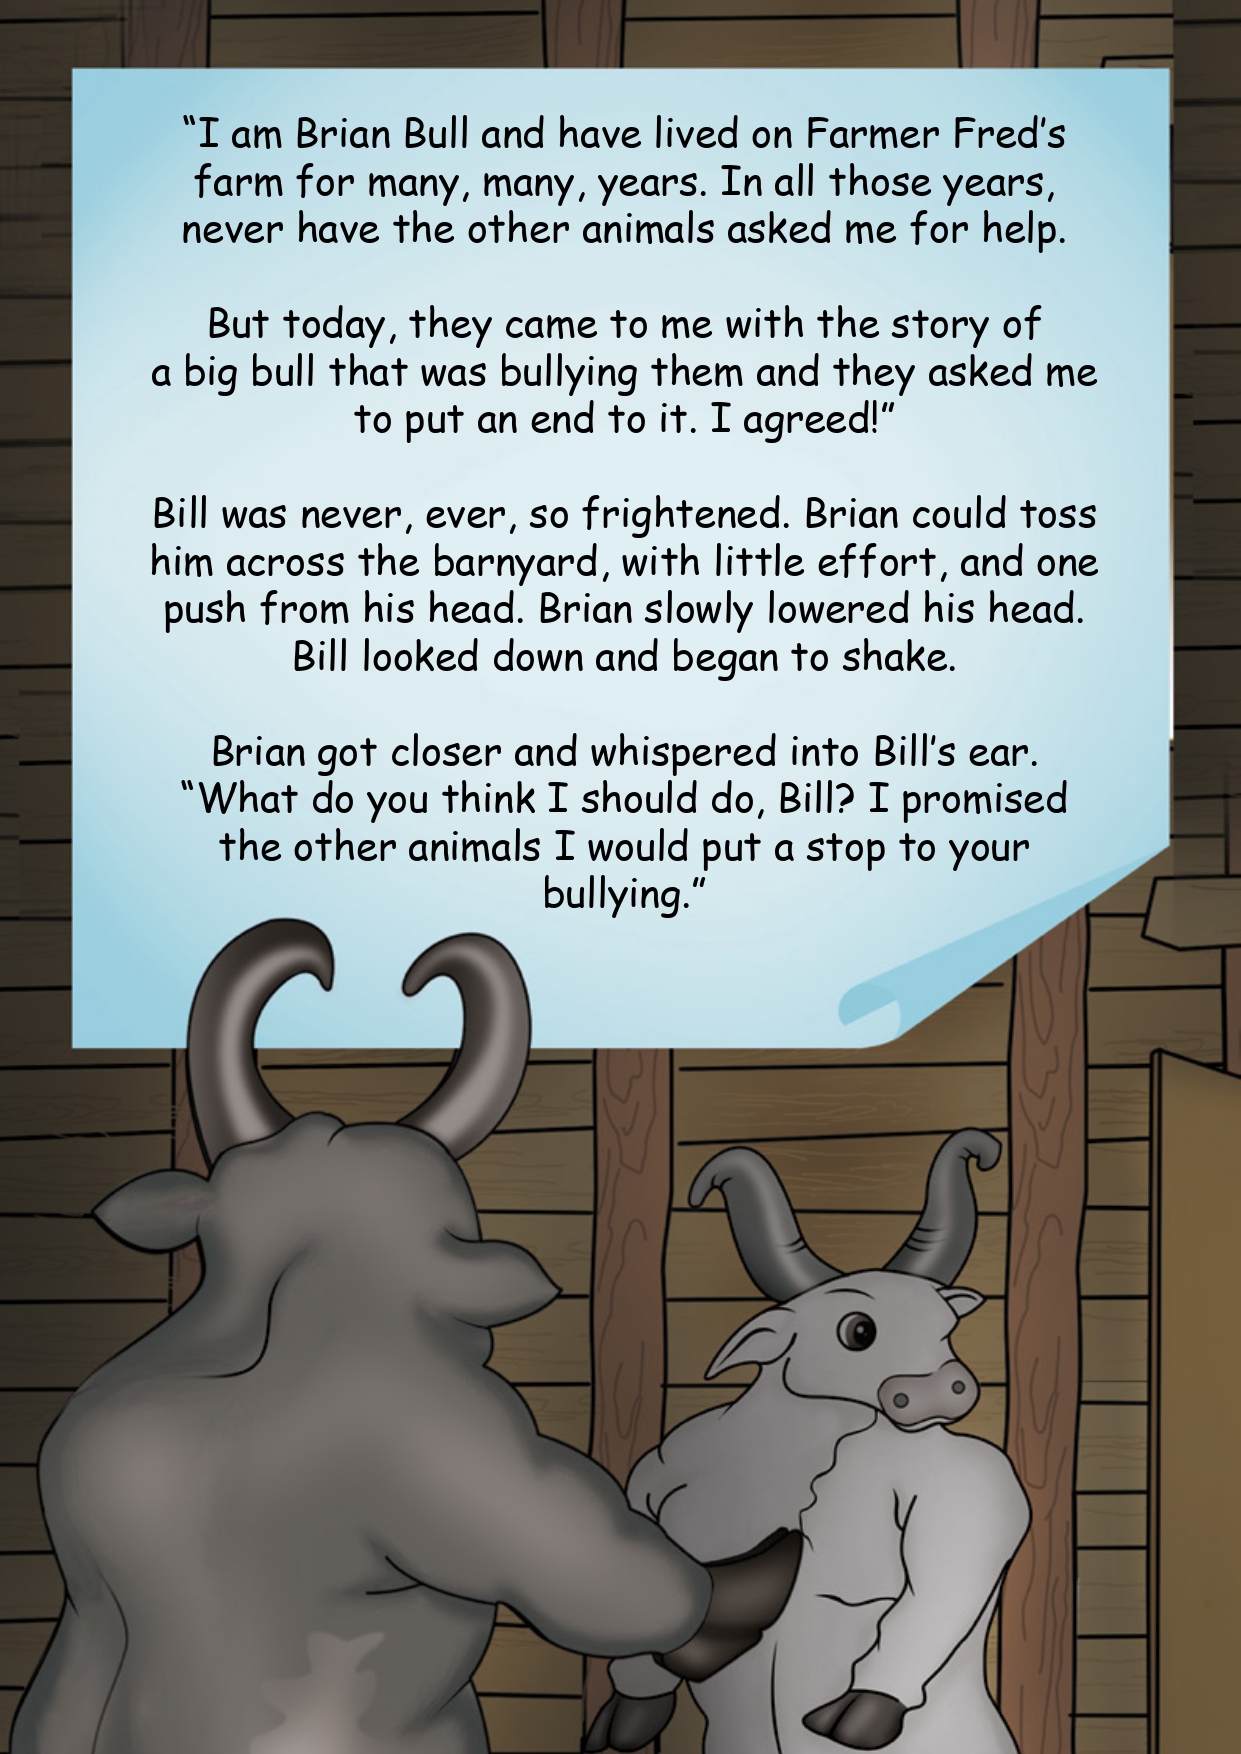 “I am Brian Bull and have lived on Farmer Fred’s
farm for many, many, years. In all those years,
never have the other animals asked me for help.
But today, they came to me with the story of
a big bull that was bullying them and they asked me
to put an end to it. I agreed!”
Bill was never, ever, so frightened. Brian could toss
him across the barnyard, with little effort, and one
push from his head. Brian slowly lowered his head.
Bill looked down and began to shake.
Brian got closer and whispered into Bill’s ear.
“What do you think I should do, Bill? I promised
the other animals I would put a stop to your
bullying.”